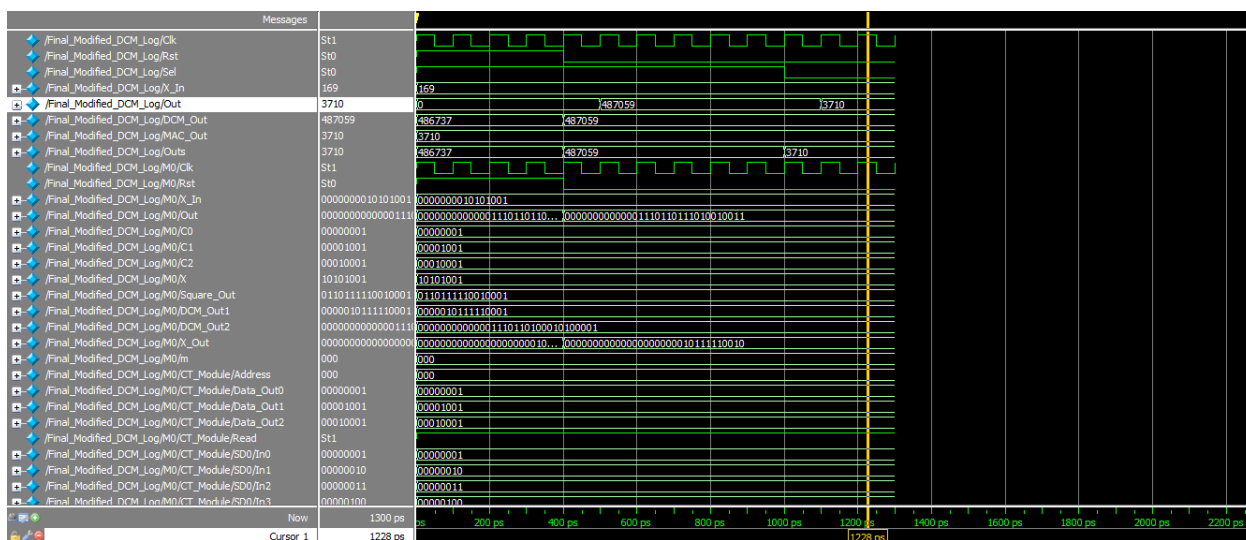 Messages
/Final_Modified_DCM_Log/Clk St1
/Final_Modified_DCM_Log/Rst St0
/Final_Modified_DCM_Log/Sel St0
/Final_Modified_DCM_Log/X_In 169 169
/Final_Modified_DCM_Log/Out 3710 0 487059 3710
/Final_Modified_DCM_Log/DCM_Out 487059 486737 487059
/Final_Modified_DCM_Log/MAC_Out 3710 3710
/Final_Modified_DCM_Log/Outs 3710 486737 487059 3710
/Final_Modified_DCM_Log/M0/Clk St1
/Final_Modified_DCM_Log/M0/Rst St0
/Final_Modified_DCM_Log/M0/X_In 0000000010101001 0000000010101001
/Final_Modified_DCM_Log/M0/Out
/Final_Modified_DCM_Log/M0/C0 00000001 00000001
/Final_Modified_DCM_Log/M0/C1 00001001 00001001
/Final_Modified_DCM_Log/M0/C2 00010001 00010001
/Final_Modified_DCM_Log/M0/X 10101001 10101001
/Final_Modified_DCM_Log/M0/Square_Out 0110111110010001 0110111110010001
/Final_Modified_DCM_Log/M0/DCM_Out1 0000010111110001 0000010111110001
/Final_Modified_DCM_Log/M0/DCM_Out2
/Final_Modified_DCM_Log/M0/X_Out
/Final_Modified_DCM_Log/M0/m 000 000
/Final_Modified_DCM_Log/M0/CT_Module/Address 000 000
/Final_Modified_DCM_Log/M0/CT_Module/Data_Out0 00000001 00000001
/Final_Modified_DCM_Log/M0/CT_Module/Data_Out1 00001001 00001001
/Final_Modified_DCM_Log/M0/CT_Module/Data_Out2 00010001 00010001
/Final_Modified_DCM_Log/M0/CT_Module/Read St1
/Final_Modified_DCM_Log/M0/CT_Module/SD0/In0 00000001 00000001
/Final_Modified_DCM_Log/M0/CT_Module/SD0/In1 00000010 00000010
/Final_Modified_DCM_Log/M0/CT_Module/SD0/In2 00000011 00000011
/Final_Modified_DCM_Log/M0/CT_Module/SD0/In3 00000100 00000100
Now 1300 ps ps 200 ps 400 ps 600 ps 800 ps 1000 ps 1200 ps 1400 ps 1600 ps 1800 ps 2000 ps 2200 ps
Cursor 1 1228 ps 1228 ps